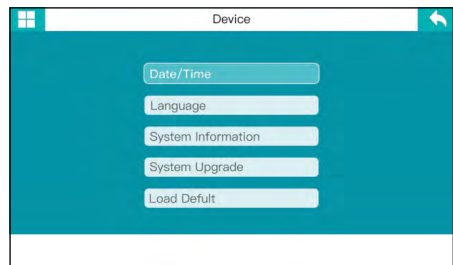 Device
Date/Time
Language
System Information
System Upgrade
Load Defult